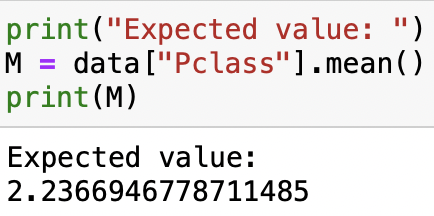 print("Expected value: ")
M = data["Pclass"].mean()
print(M)
Expected value:
2.2366946778711485